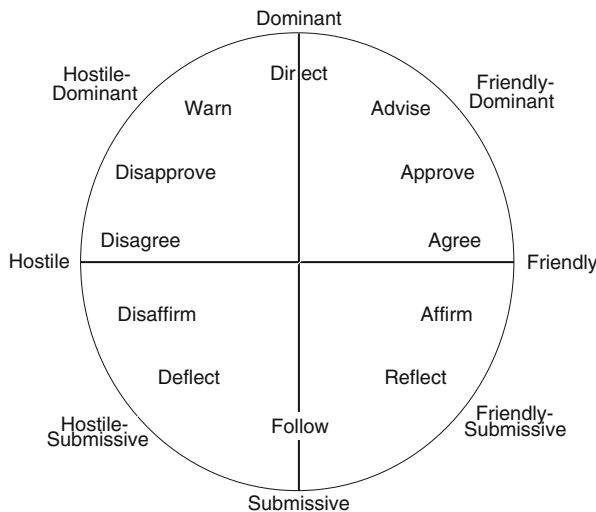 Dominant
Hostile-
Dominant
Direct
Friendly-
Dominant
Warn
Advise
Disapprove
Approve
Disagree
Agree
Hostile
Friendly
Disaffirm
Affirm
Deflect
Reflect
Hostile-
Submissive
Follow
Friendly-
Submissive
Submissive